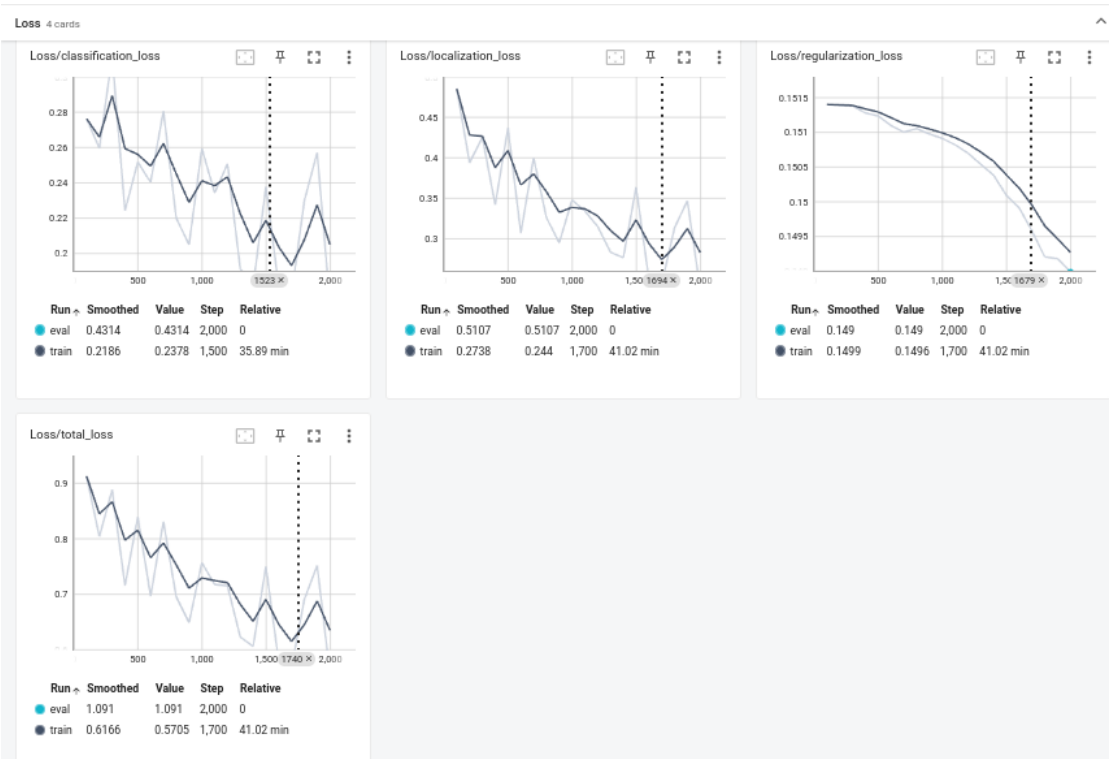 Loss 4 cards
Loss/classification_loss
0.28
0.26
0.24
0.22
0.2
500 1,000 1523 × 2,000
Run Smoothed Value Step Relative
eval 0.4314 0.4314 2,000 0
train 0.2186 0.2378 1,500 35.89 min
Loss/localization_loss
0.45
0.4
0.35
0.3
500 1,000 1,50 1694 × 2,000
Run Smoothed Value Step Relative
eval 0.5107 0.5107 2,000 0
train 0.2738 0.244 1,700 41.02 min
Loss/regularization_loss
0.1515
0.151
0.1505
0.15
0.1495
500 1,000 1,50 1679 × 2,000
Run Smoothed Value Step Relative
eval 0.149 0.149 2,000 0
train 0.1499 0.1496 1,700 41.02 min
Loss/total_loss
0.9
0.8
0.7
500 1,000 1,500 1740 × 2,000
Run Smoothed Value Step Relative
eval 1.091 1.091 2,000 0
train 0.6166 0.5705 1,700 41.02 min